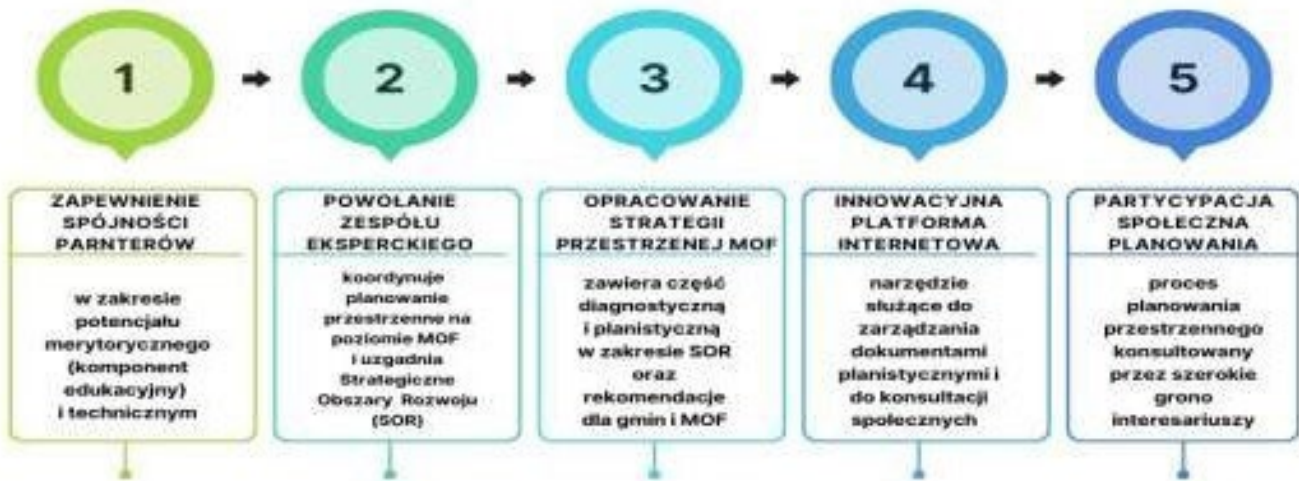 1
2
3
4
5
ZAPEWNIENIE
SPÓJNOŚCI
PARNTERÓW
w zakresie
potencjału
merytorycznego
(komponent
edukacyjny)
i technicznym
POWOŁANIE
ZESPÓŁU
EKSPERCKIEGO
koordynuje
planowanie
przestrzenne na
poziomie MOF
i uzgadnia
Strategiczne
Obszary Rozwoju
(SOR)
OPRACOWANIE
STRATEGII
PRZESTRZENEJ MOF
zawiera część
diagnostyczną
i planistyczną
w zakresie SOR
oraz
rekomendacje
dla gmin i MOF
INNOWACYJNA
PLATFORMA
INTERNETOWA
narzędzie
służące do
zarządzania
dokumentami
planistycznymi i
do konsultacji
społecznych
PARTYCYPACJA
SPOŁECZNA
PLANOWANIA
proces
planowania
przestrzennego
konsultowany
przez szerokie
grono
interesariuszy